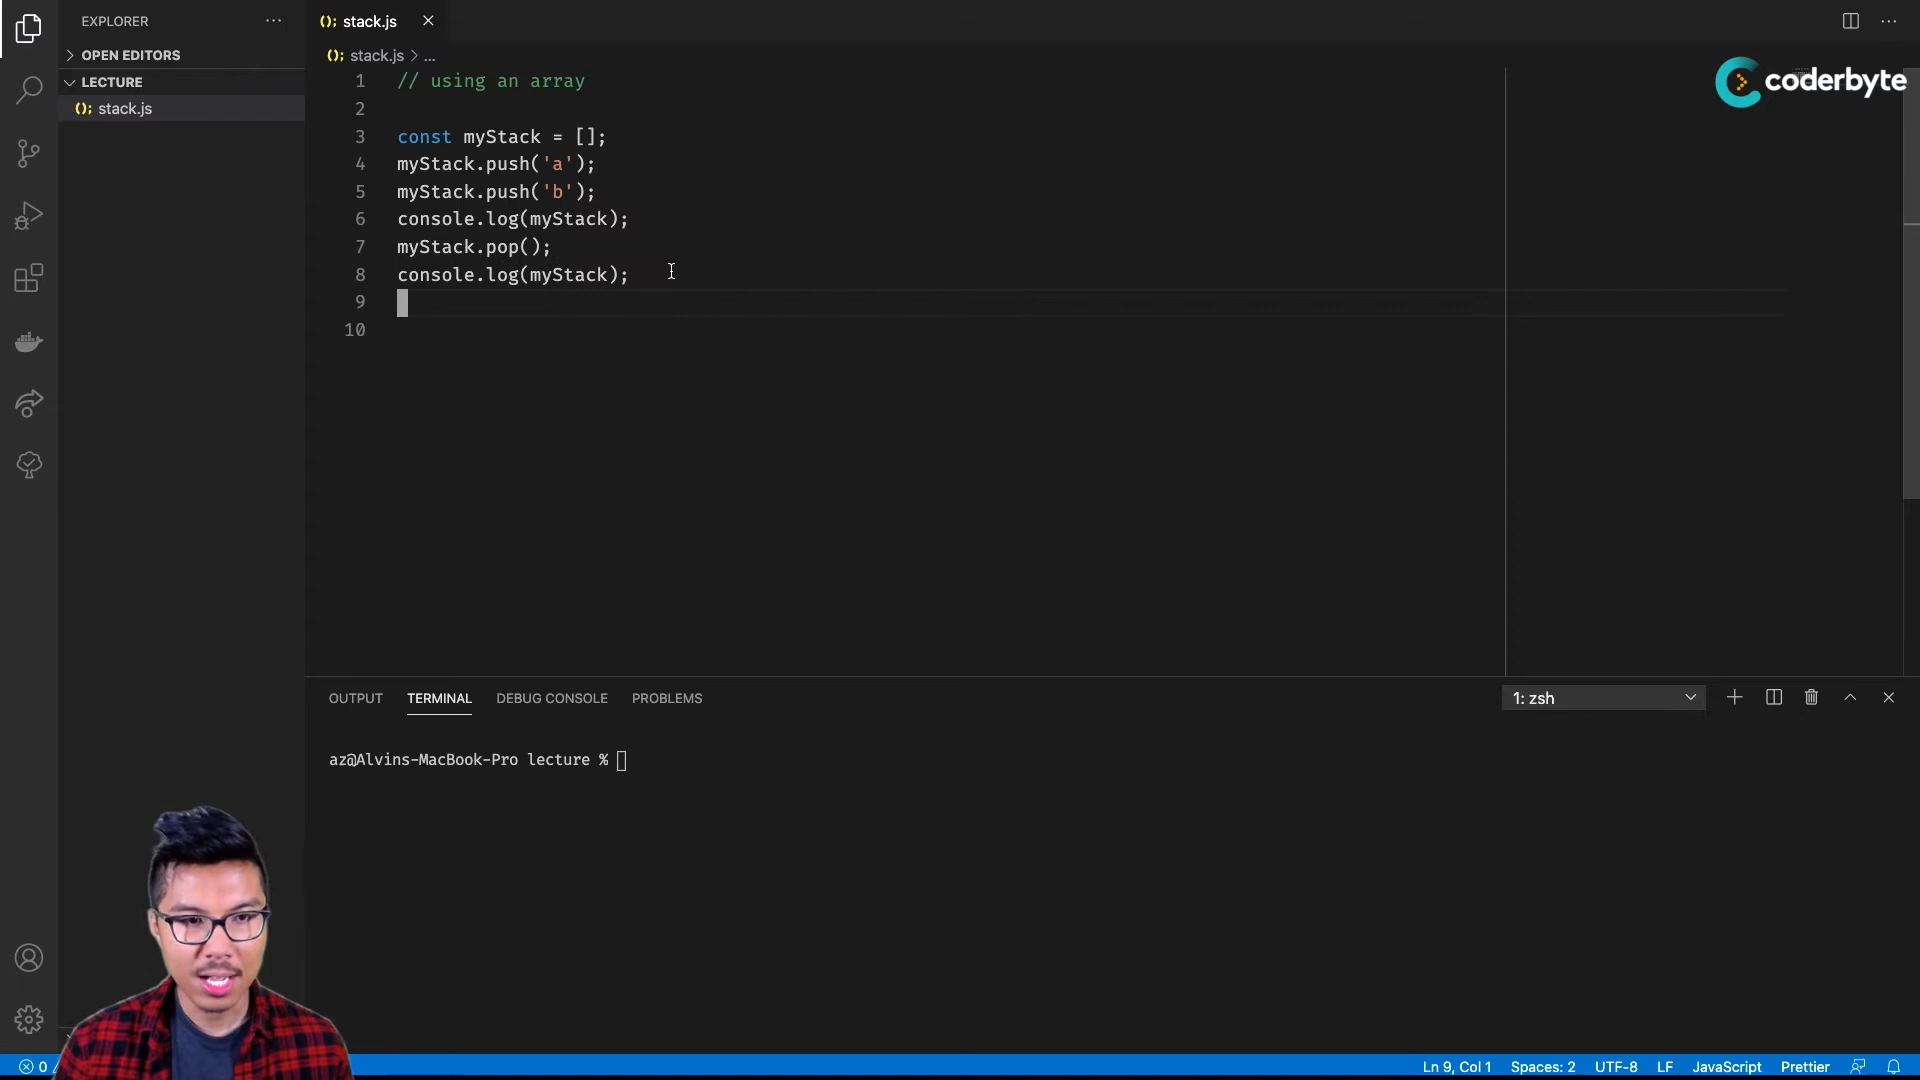 EXPLORER
stack.js
OPEN EDITORS
stack.js > ...
LECTURE
stack.js
coderbyte
1 // using an array
2
3 const myStack = [];
4 myStack.push('a');
5 myStack.push('b');
6 console.log(myStack);
7 myStack.pop();
8 console.log(myStack);
9
10
OUTPUT TERMINAL DEBUG CONSOLE PROBLEMS
1: zsh
az@Alvins-MacBook-Pro lecture %
0
Ln 9, Col 1 Spaces: 2 UTF-8 LF JavaScript Prettier